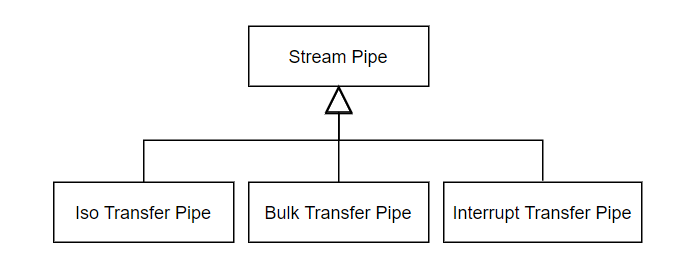 Stream Pipe
Iso Transfer Pipe
Bulk Transfer Pipe
Interrupt Transfer Pipe